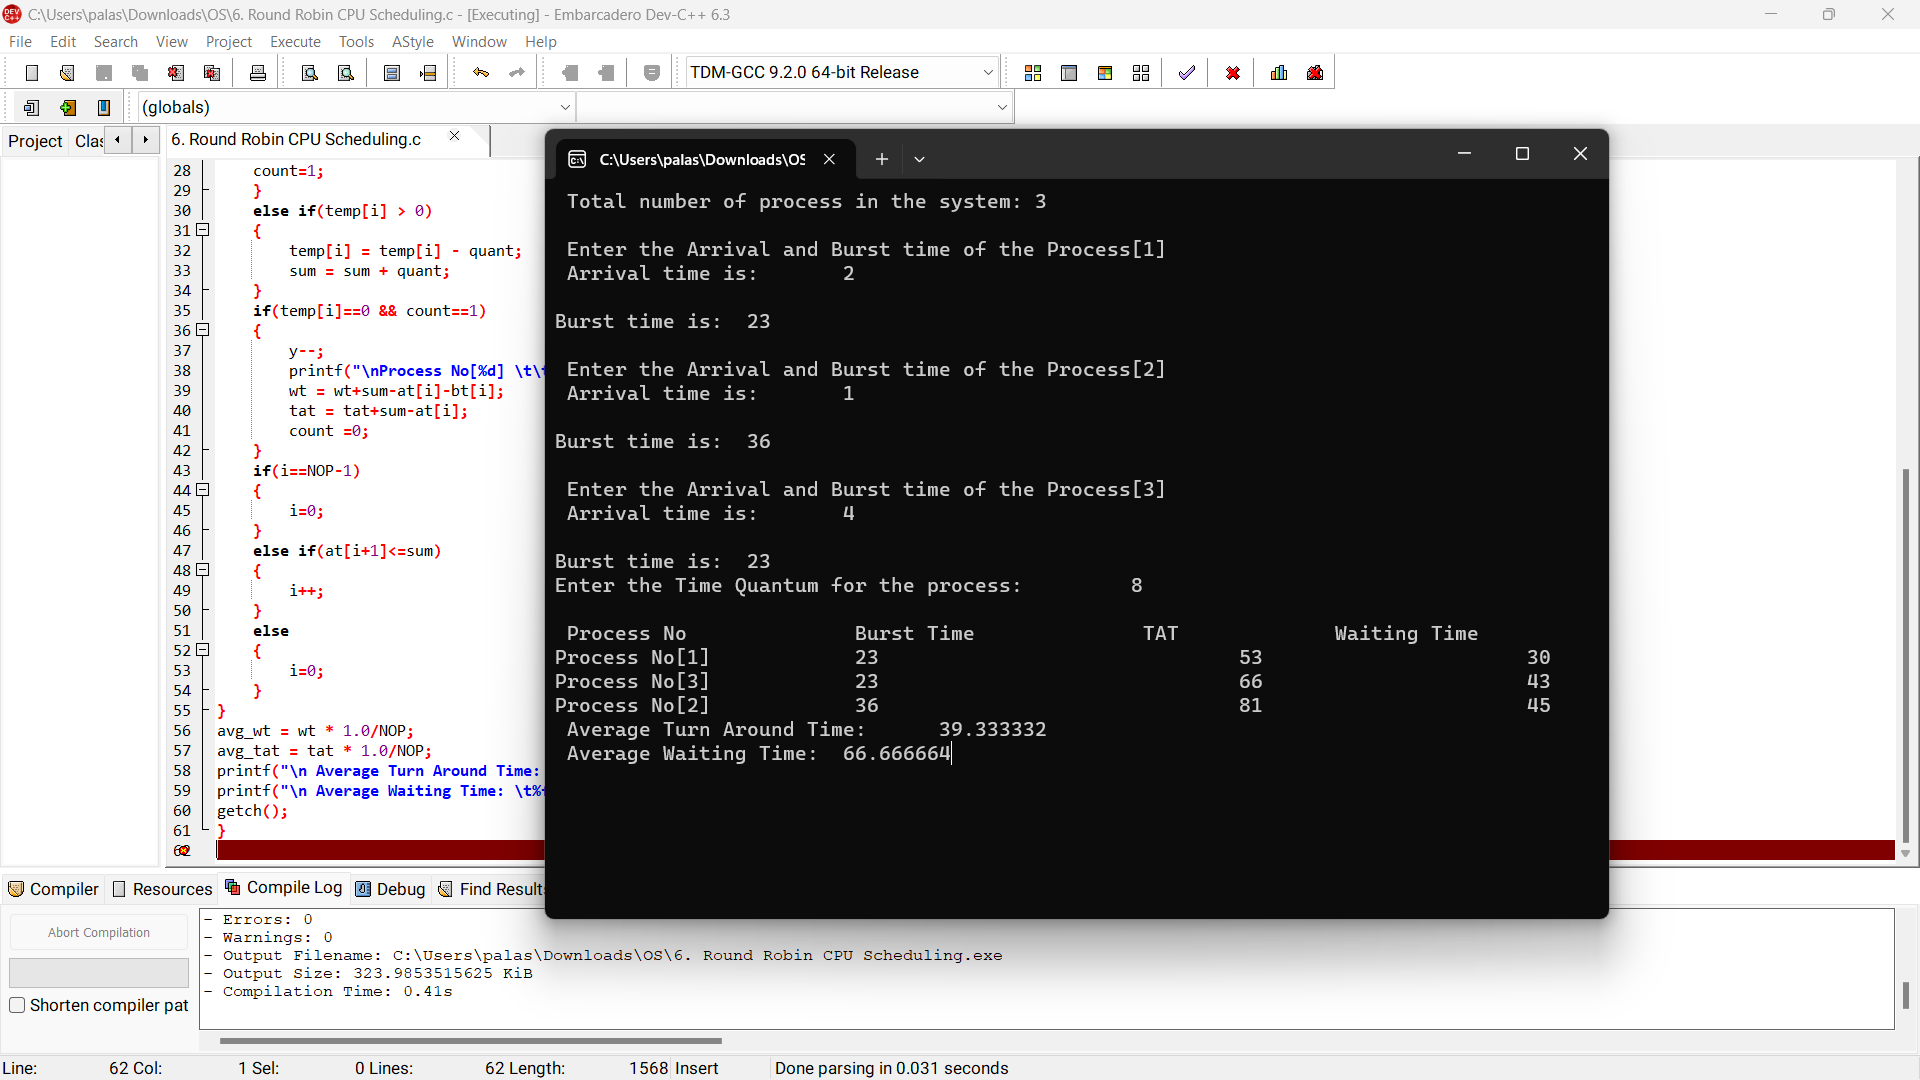 C:\Users\palas\Downloads\OS\6. Round Robin CPU Scheduling.c - [Executing] - Embarcadero Dev-C++ 6.3
File Edit Search View Project Execute Tools AStyle Window Help
TDM-GCC 9.2.0 64-bit Release
(globals)
Project Clas
6. Round Robin CPU Scheduling.c
28 count=1;
29 }
30 else if(temp[i] > 0)
31 {
32 temp[i] = temp[i] - quant;
33 sum = sum + quant;
34 }
35 if(temp[i]==0 && count==1)
36 {
37 y--;
38 printf("\nProcess No[%d] \t\t
39 wt = wt+sum-at[i]-bt[i];
40 tat = tat+sum-at[i];
41 count =0;
42 }
43 if(i==NOP-1)
44 {
45 i=0;
46 }
47 else if(at[i+1]<=sum)
48 {
49 i++;
50 }
51 else
52 {
53 i=0;
54 }
55 }
56 avg_wt = wt * 1.0/NOP;
57 avg_tat = tat * 1.0/NOP;
58 printf("\n Average Turn Around Time:
59 printf("\n Average Waiting Time: \t%
60 getch();
61 }
62
C:\Users\palas\Downloads\OS
Total number of process in the system: 3
Enter the Arrival and Burst time of the Process[1]
Arrival time is: 2
Burst time is: 23
Enter the Arrival and Burst time of the Process[2]
Arrival time is: 1
Burst time is: 36
Enter the Arrival and Burst time of the Process[3]
Arrival time is: 4
Burst time is: 23
Enter the Time Quantum for the process: 8
Process No Burst Time TAT Waiting Time
Process No[1] 23 53 30
Process No[3] 23 66 43
Process No[2] 36 81 45
Average Turn Around Time: 39.333332
Average Waiting Time: 66.666664
Compiler Resources Compile Log Debug Find Results
Abort Compilation
Shorten compiler pat
- Errors: 0
- Warnings: 0
- Output Filename: C:\Users\palas\Downloads\OS\6. Round Robin CPU Scheduling.exe
- Output Size: 323.9853515625 KiB
- Compilation Time: 0.41s
Line: 62 Col: 1 Sel: 0 Lines: 62 Length: 1568 Insert Done parsing in 0.031 seconds